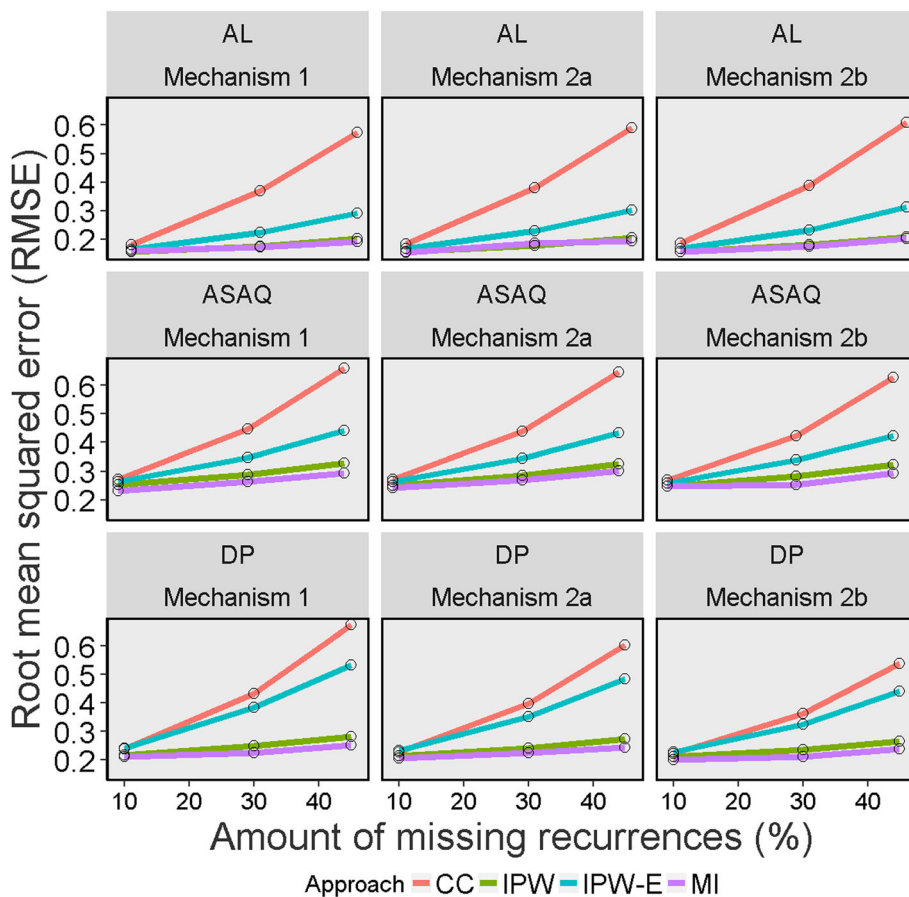 AL
AL
AL
Mechanism 1
Mechanism 2a
Mechanism 2b
0.6
0.5
0.4
0.3
0.2
ASAQ
ASAQ
ASAQ
Mechanism 1
Mechanism 2a
Mechanism 2b
0.6
0.5
0.4
0.3
0.2
DP
DP
DP
Mechanism 1
Mechanism 2a
Mechanism 2b
0.6
0.5
0.4
0.3
0.2
Root mean squared error (RMSE)
10 20 30 40 10 20 30 40 10 20 30 40
Amount of missing recurrences (%)
Approach CC IPW IPW-E MI